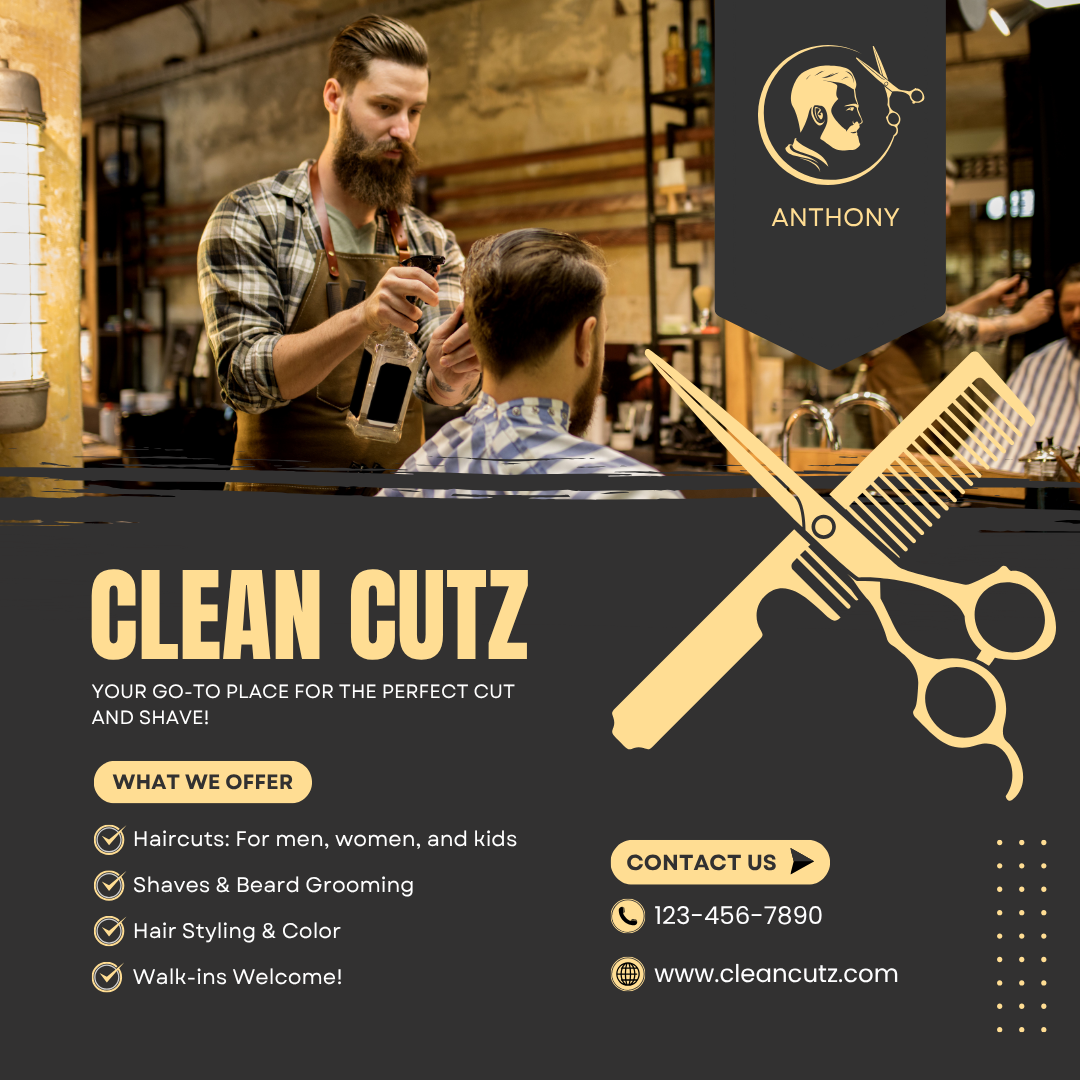 ANTHONY
CLEAN CUTZ
YOUR GO-TO PLACE FOR THE PERFECT CUT
AND SHAVE!
WHAT WE OFFER
Haircuts: For men, women, and kids
Shaves & Beard Grooming
Hair Styling & Color
Walk-ins Welcome!
CONTACT US
123-456-7890
www.cleancutz.com